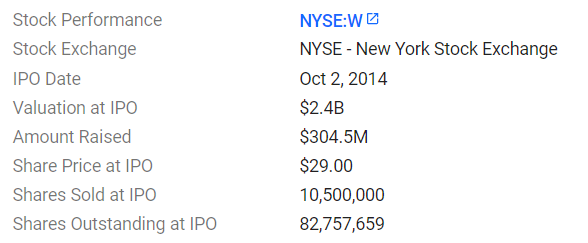 Stock Performance NYSE:W
Stock Exchange NYSE - New York Stock Exchange
IPO Date Oct 2, 2014
Valuation at IPO $2.4B
Amount Raised $304.5M
Share Price at IPO $29.00
Shares Sold at IPO 10,500,000
Shares Outstanding at IPO 82,757,659